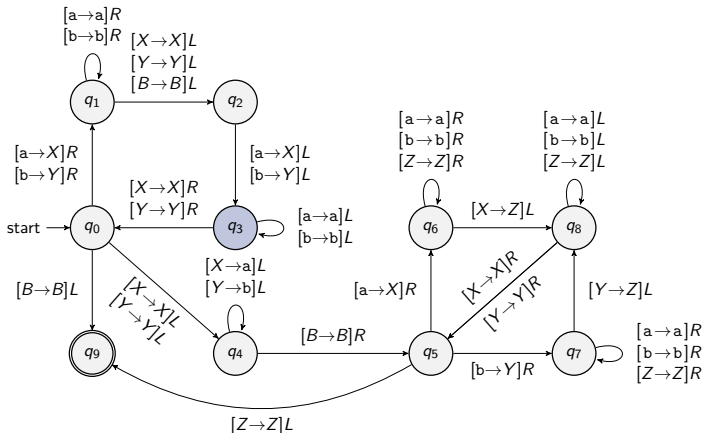 [a→a]R
[b→b]R
[X→X]L
[Y→Y]L
[B→B]L
q1
q2
[a→X]R
[b→Y]R
[a→X]L
[b→Y]L
[a→a]R
[b→b]R
[Z→Z]R
[a→a]L
[b→b]L
[Z→Z]L
[X→X]R
[Y→Y]R
start
q0
q3
[a→a]L
[b→b]L
q6
[X→Z]L
q8
[B→B]L
[X→X]L
[Y→Y]L
[X→a]L
[Y→b]L
[a→X]R
[X→X]R
[Y→Y]R
[Y→Z]L
q9
q4
[B→B]R
q5
[b→Y]R
q7
[a→a]R
[b→b]R
[Z→Z]R
[Z→Z]L